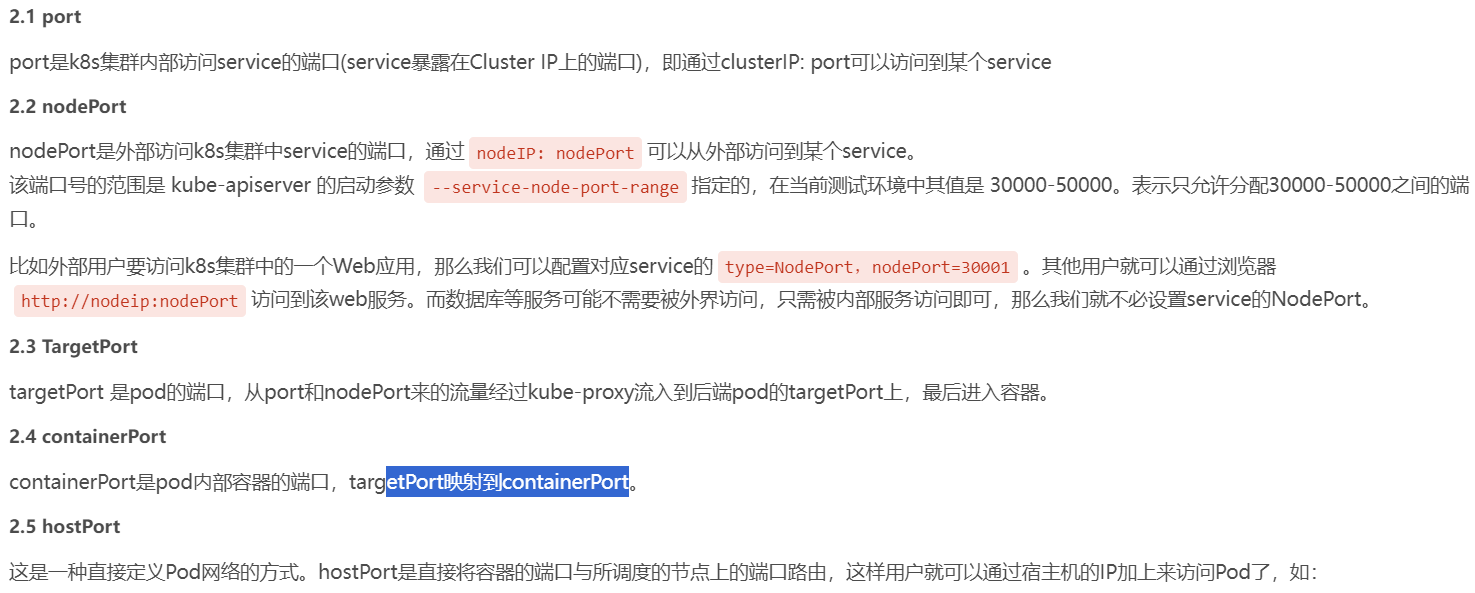 2.1 port
port是k8s集群内部访问service的端口(service暴露在Cluster IP上的端口)，即通过clusterIP: port可以访问到某个service
2.2 nodePort
nodePort是外部访问k8s集群中service的端口，通过 nodeIP: nodePort 可以从外部访问到某个service。
该端口号的范围是 kube-apiserver 的启动参数 --service-node-port-range 指定的，在当前测试环境中其值是 30000-50000。表示只允许分配30000-50000之间的端
口。
比如外部用户要访问k8s集群中的一个Web应用，那么我们可以配置对应service的 type=NodePort，nodePort=30001 。其他用户就可以通过浏览器
http://nodeip:nodePort 访问到该web服务。而数据库等服务可能不需要被外界访问，只需被内部服务访问即可，那么我们就不必设置service的NodePort。
2.3 TargetPort
targetPort 是pod的端口，从port和nodePort来的流量经过kube-proxy流入到后端pod的targetPort上，最后进入容器。
2.4 containerPort
containerPort是pod内部容器的端口，targetPort映射到containerPort。
2.5 hostPort
这是一种直接定义Pod网络的方式。hostPort是直接将容器的端口与所调度的节点上的端口路由，这样用户就可以通过宿主机的IP加上来访问Pod了，如：